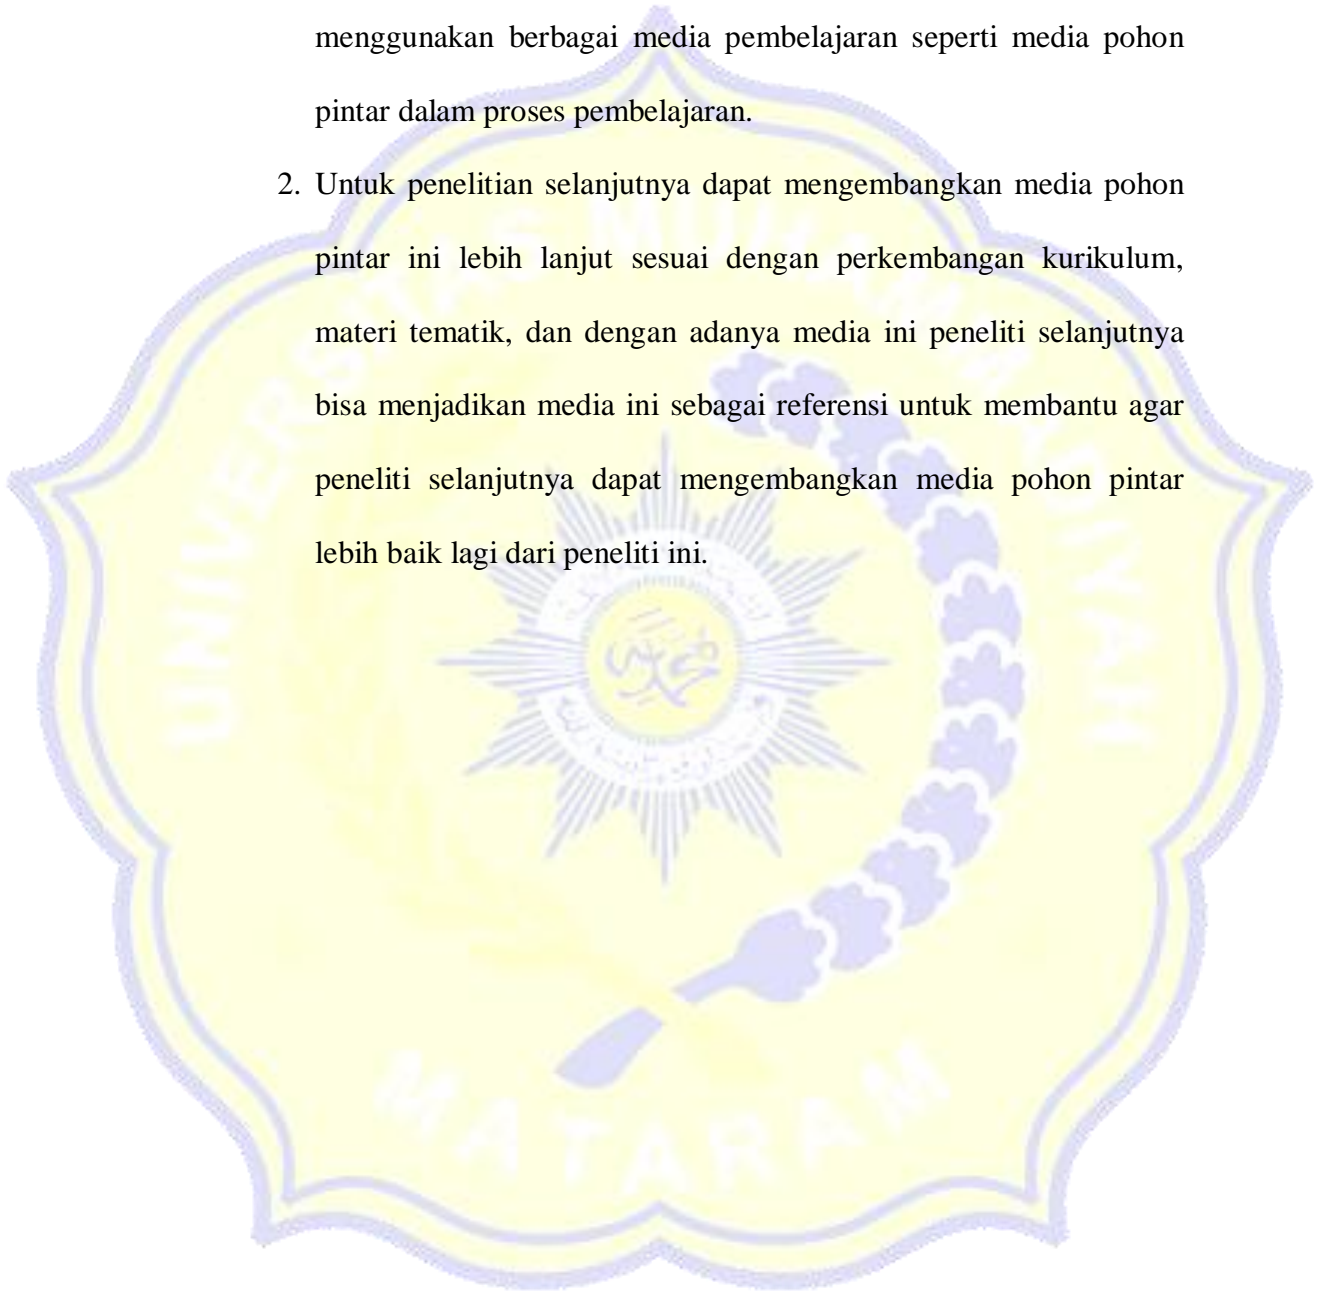 menggunakan berbagai media pembelajaran seperti media pohon
pintar dalam proses pembelajaran.
2. Untuk penelitian selanjutnya dapat mengembangkan media pohon
pintar ini lebih lanjut sesuai dengan perkembangan kurikulum,
materi tematik, dan dengan adanya media ini peneliti selanjutnya
bisa menjadikan media ini sebagai referensi untuk membantu agar
peneliti selanjutnya dapat mengembangkan media pohon pintar
lebih baik lagi dari peneliti ini.
UNIVERSITAS MUHAMMADIYAH
MATARAM